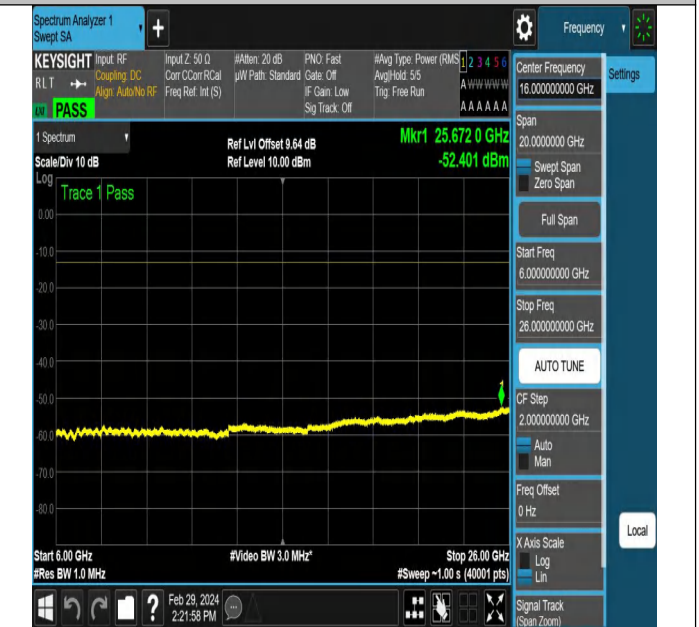 Spectrum Analyzer 1
Swept SA
Frequency
KEYSIGHT
RLT
PASS
Input: RF
Coupling: DC
Align: Auto/No RF
Input Z: 50 Ω
Corr CCorr RCal
Freq Ref: Int (S)
#Atten: 20 dB
µW Path: Standard
PNO: Fast
Gate: Off
IF Gain: Low
Sig Track: Off
#Avg Type: Power (RMS
Avg|Hold: 5/5
Trig: Free Run
1 2 3 4 5 6
A W W W W W
A A A A A A
1 Spectrum
Scale/Div 10 dB
Ref Lvl Offset 9.64 dB
Ref Level 10.00 dBm
Mkr1 25.672 0 GHz
-52.401 dBm
Log
Trace 1 Pass
0.00
-10.0
-20.0
-30.0
-40.0
-50.0
-60.0
-70.0
-80.0
1
Start 6.00 GHz
#Res BW 1.0 MHz
#Video BW 3.0 MHz*
Stop 26.00 GHz
#Sweep ~1.00 s (40001 pts)
Feb 29, 2024
2:21:58 PM
Center Frequency
16.000000000 GHz
Settings
Span
20.0000000 GHz
Swept Span
Zero Span
Full Span
Start Freq
6.000000000 GHz
Stop Freq
26.000000000 GHz
AUTO TUNE
CF Step
2.000000000 GHz
Auto
Man
Freq Offset
0 Hz
X Axis Scale
Log
Lin
Local
Signal Track
(Span Zoom)